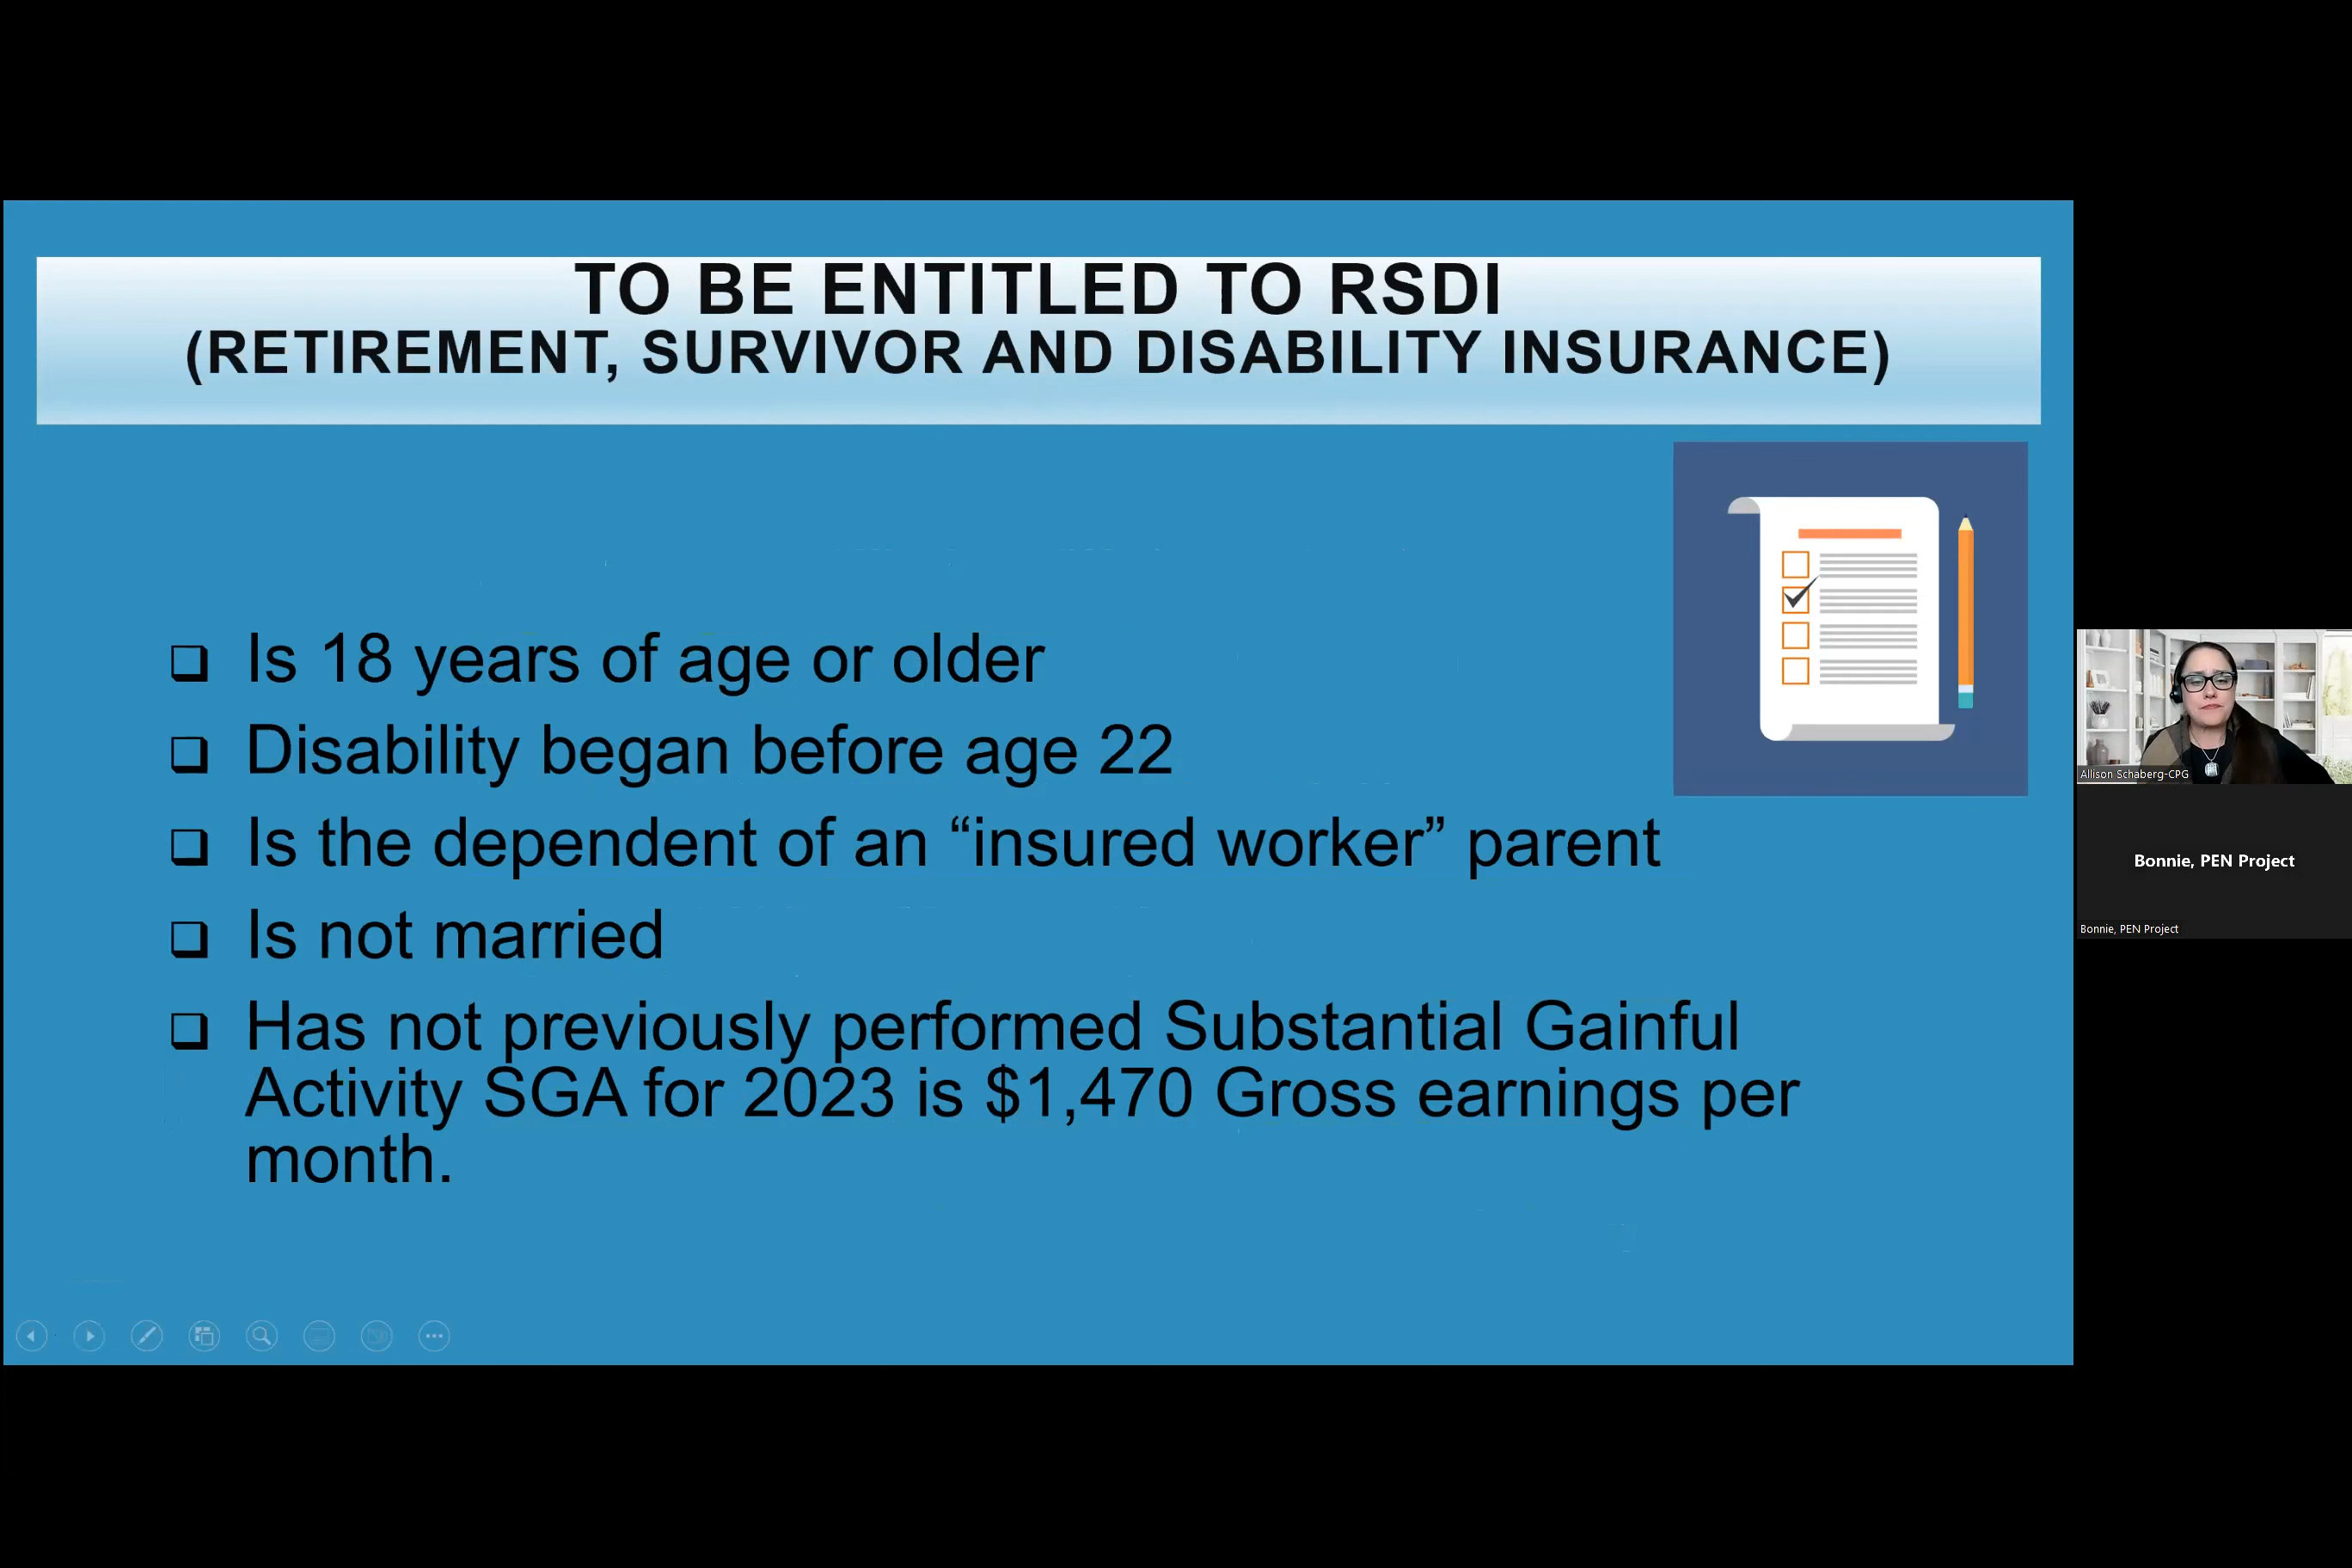 TO BE ENTITLED TO RSDI
(RETIREMENT, SURVIVOR AND DISABILITY INSURANCE)
Is 18 years of age or older
Disability began before age 22
Is the dependent of an “insured worker” parent
Is not married
Has not previously performed Substantial Gainful
Activity SGA for 2023 is $1,470 Gross earnings per
month.
Allison Schaberg-CPG
Bonnie, PEN Project
Bonnie, PEN Project